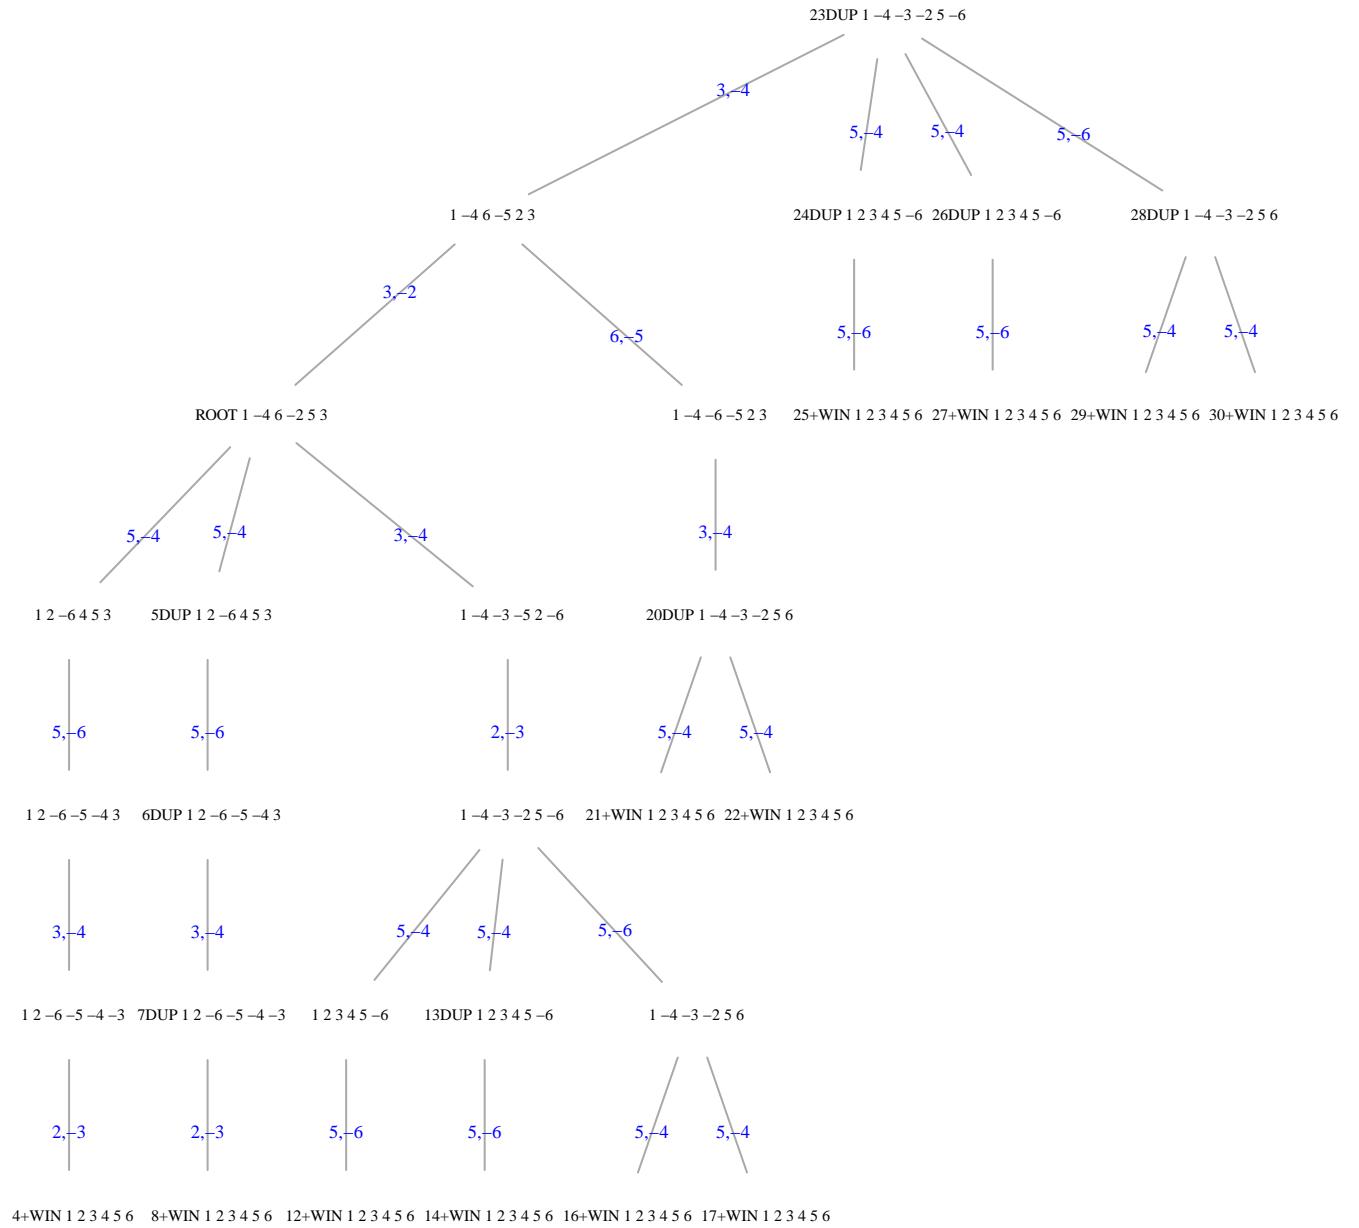 23DUP 1 −4 −3 −2 5 −6
3,−4
5,−4 5,−4 5,−6
1 −4 6 −5 2 3 24DUP 1 2 3 4 5 −6 26DUP 1 2 3 4 5 −6 28DUP 1 −4 −3 −2 5 6
3,−2 6,−5 5,−6 5,−6 5,−4 5,−4
ROOT 1 −4 6 −2 5 3 1 −4 −6 −5 2 3 25+WIN 1 2 3 4 5 6 27+WIN 1 2 3 4 5 6 29+WIN 1 2 3 4 5 6 30+WIN 1 2 3 4 5 6
5,−4 5,−4 3,−4 3,−4
1 2 −6 4 5 3 5DUP 1 2 −6 4 5 3 1 −4 −3 −5 2 −6 20DUP 1 −4 −3 −2 5 6
5,−6 5,−6 2,−3 5,−4 5,−4
1 2 −6 −5 −4 3 6DUP 1 2 −6 −5 −4 3 1 −4 −3 −2 5 −6 21+WIN 1 2 3 4 5 6 22+WIN 1 2 3 4 5 6
3,−4 3,−4 5,−4 5,−4 5,−6
1 2 −6 −5 −4 −3 7DUP 1 2 −6 −5 −4 −3 1 2 3 4 5 −6 13DUP 1 2 3 4 5 −6 1 −4 −3 −2 5 6
2,−3 2,−3 5,−6 5,−6 5,−4 5,−4
4+WIN 1 2 3 4 5 6 8+WIN 1 2 3 4 5 6 12+WIN 1 2 3 4 5 6 14+WIN 1 2 3 4 5 6 16+WIN 1 2 3 4 5 6 17+WIN 1 2 3 4 5 6